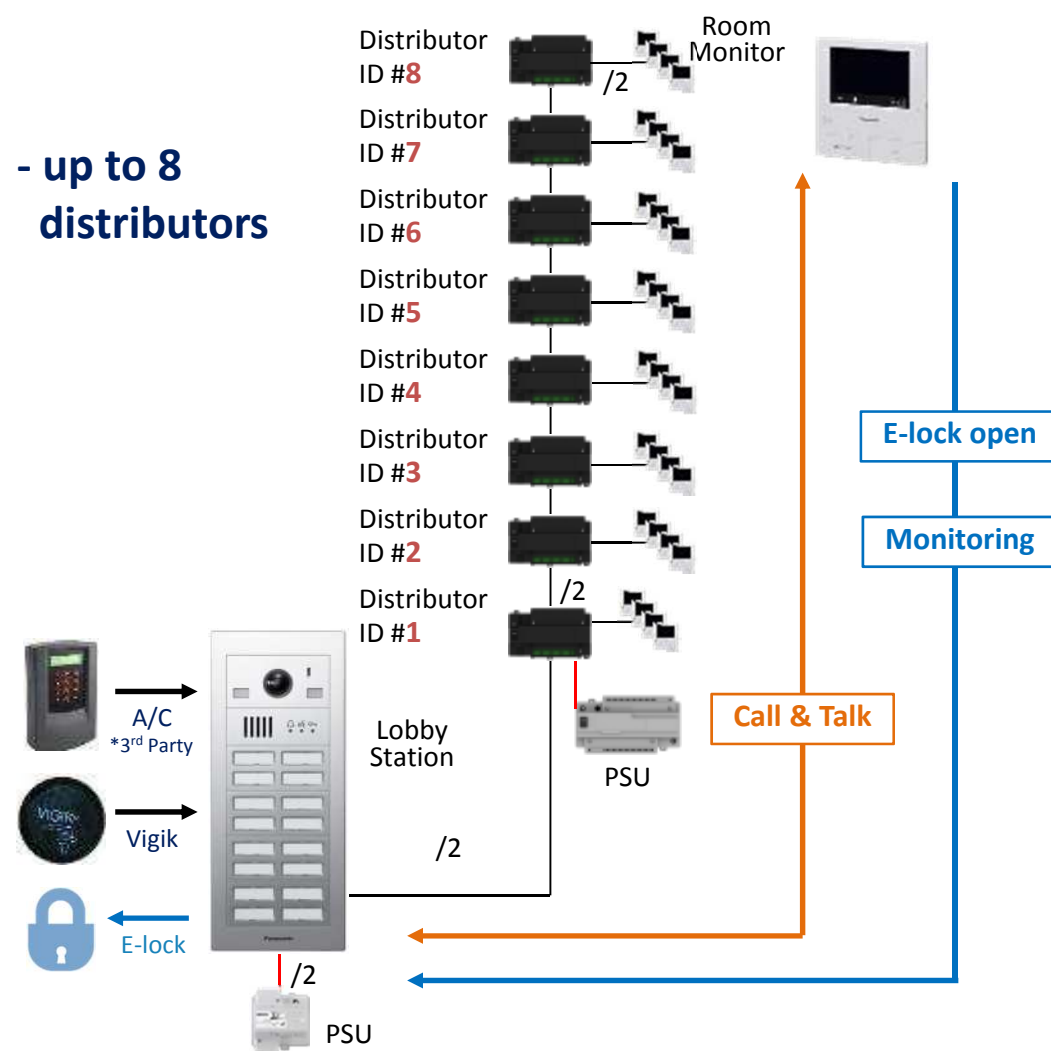 Distributor
ID #8
/2
Room
Monitor
Distributor
ID #7
- up to 8
distributors
Distributor
ID #6
Distributor
ID #5
Distributor
ID #4
E-lock open
Distributor
ID #3
Monitoring
Distributor
ID #2
/2
Distributor
ID #1
A/C
*3rd Party
Lobby
Station
Call & Talk
PSU
VIGIK
Vigik
/2
E-lock
Panasonic
/2
PSU